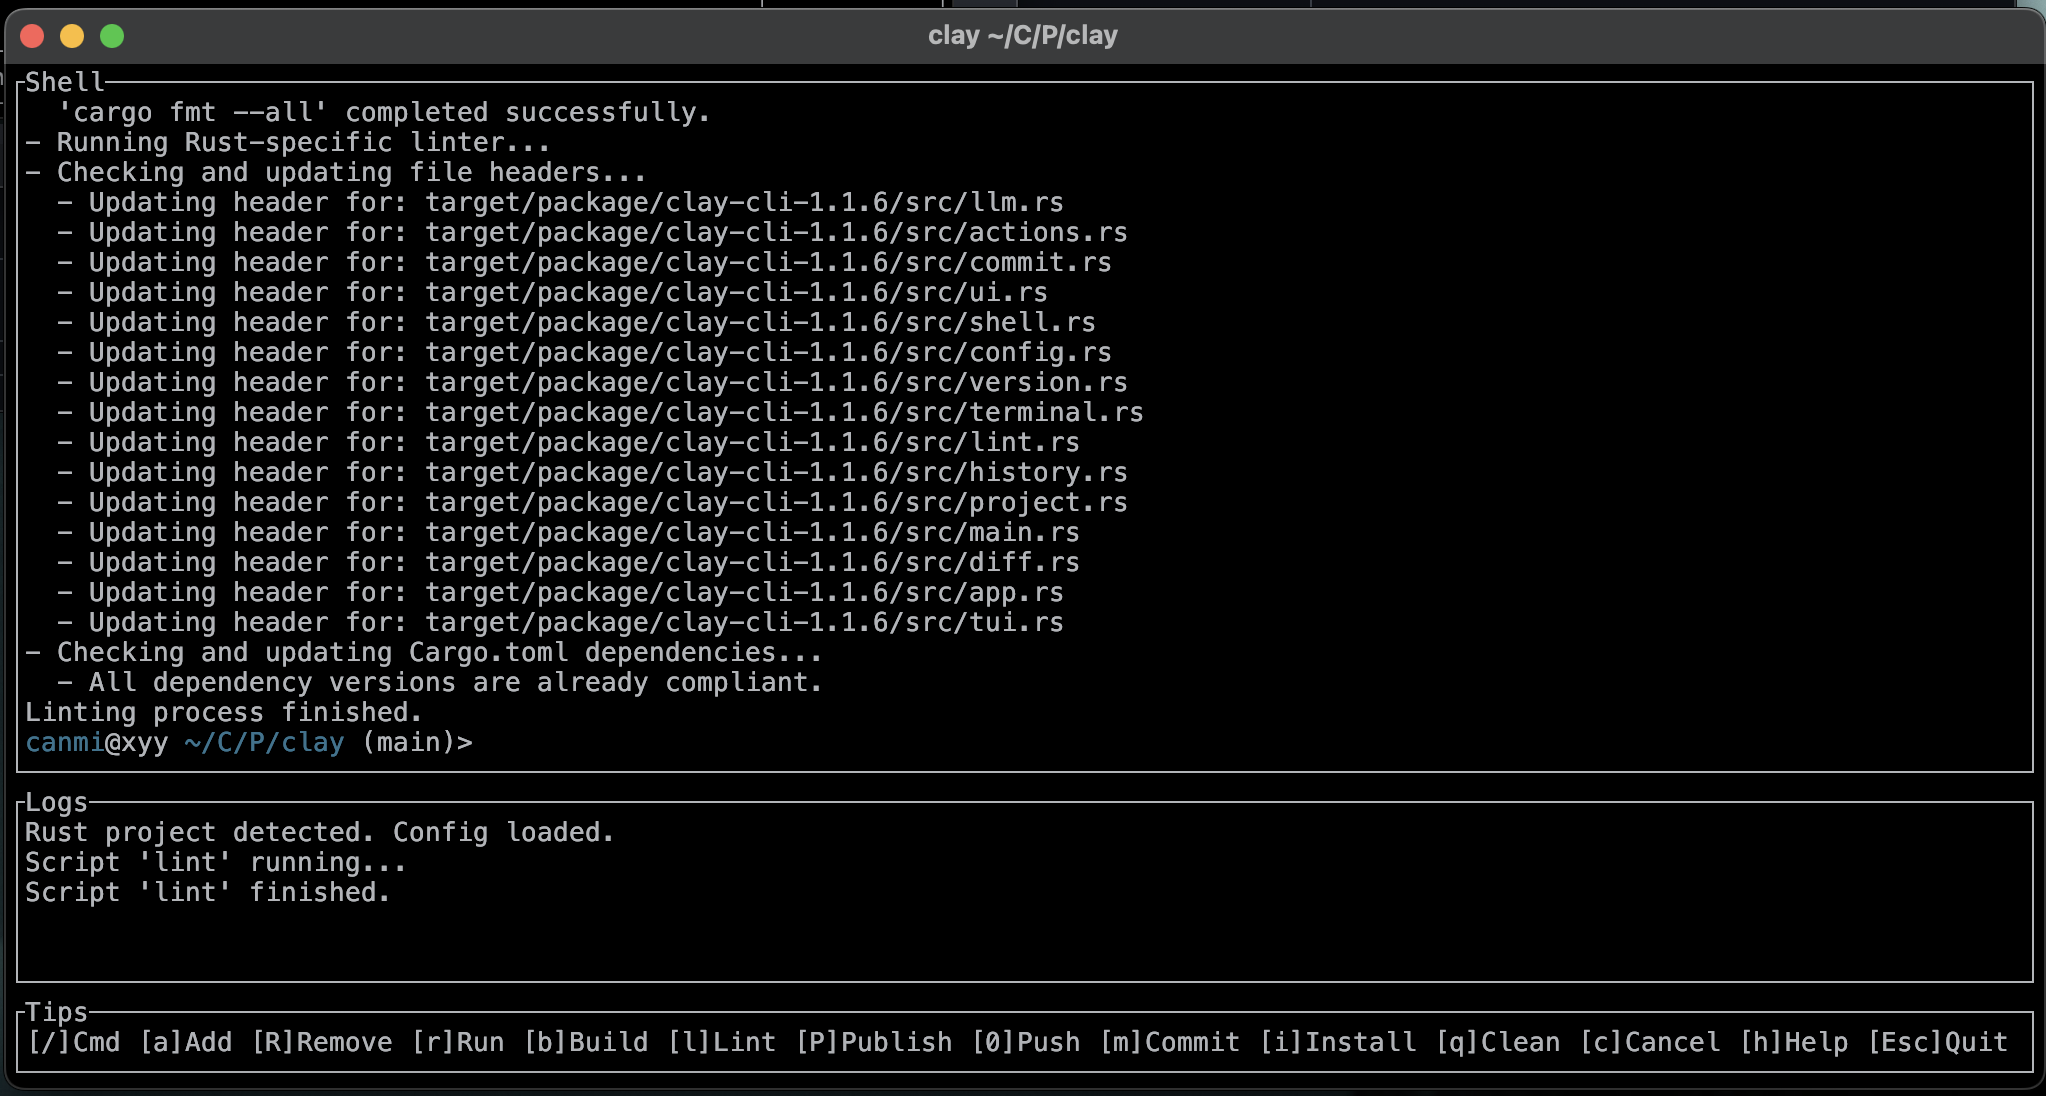 clay ~/C/P/clay
Shell
'cargo fmt --all' completed successfully.
- Running Rust-specific linter...
- Checking and updating file headers...
- Updating header for: target/package/clay-cli-1.1.6/src/llm.rs
- Updating header for: target/package/clay-cli-1.1.6/src/actions.rs
- Updating header for: target/package/clay-cli-1.1.6/src/commit.rs
- Updating header for: target/package/clay-cli-1.1.6/src/ui.rs
- Updating header for: target/package/clay-cli-1.1.6/src/shell.rs
- Updating header for: target/package/clay-cli-1.1.6/src/config.rs
- Updating header for: target/package/clay-cli-1.1.6/src/version.rs
- Updating header for: target/package/clay-cli-1.1.6/src/terminal.rs
- Updating header for: target/package/clay-cli-1.1.6/src/lint.rs
- Updating header for: target/package/clay-cli-1.1.6/src/history.rs
- Updating header for: target/package/clay-cli-1.1.6/src/project.rs
- Updating header for: target/package/clay-cli-1.1.6/src/main.rs
- Updating header for: target/package/clay-cli-1.1.6/src/diff.rs
- Updating header for: target/package/clay-cli-1.1.6/src/app.rs
- Updating header for: target/package/clay-cli-1.1.6/src/tui.rs
- Checking and updating Cargo.toml dependencies...
- All dependency versions are already compliant.
Linting process finished.
canmi@xyy ~/C/P/clay (main)>
Logs
Rust project detected. Config loaded.
Script 'lint' running...
Script 'lint' finished.
Tips
[/]Cmd [a]Add [R]Remove [r]Run [b]Build [l]Lint [P]Publish [0]Push [m]Commit [i]Install [q]Clean [c]Cancel [h]Help [Esc]Quit